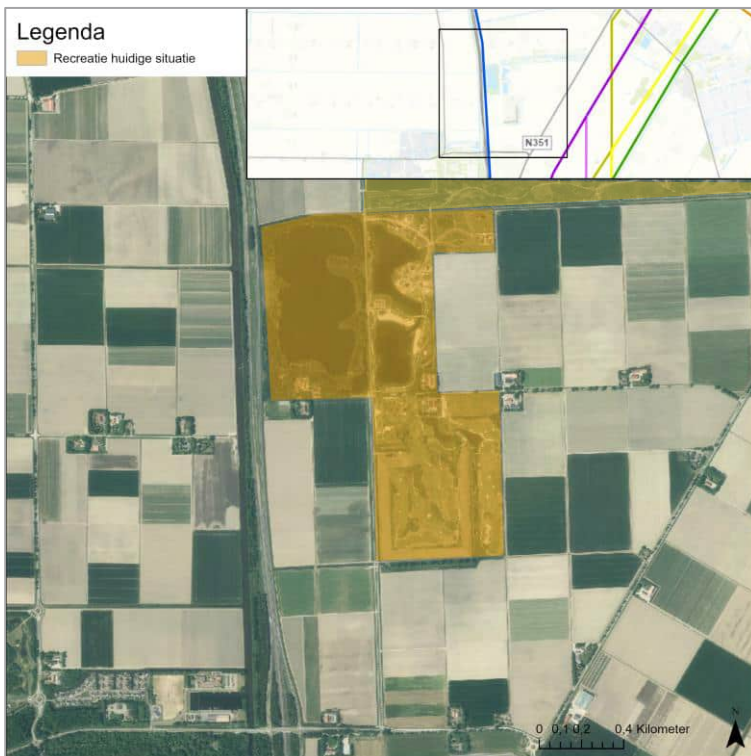 Legenda
Recreatie huidige situatie
N351
N
0 0,1 0,2 0,4 Kilometer